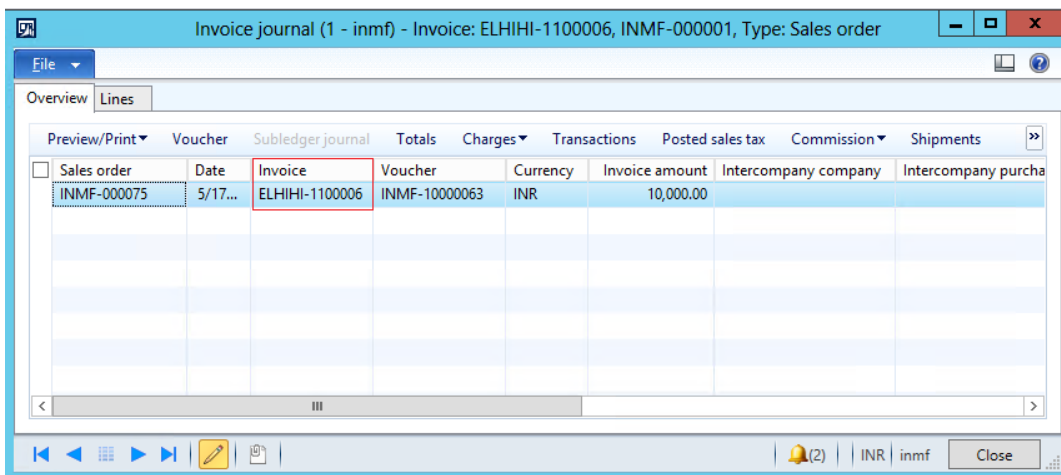 Invoice journal (1 - inmf) - Invoice: ELHIHI-1100006, INMF-000001, Type: Sales order
File
Overview Lines
Preview/Print Voucher Subledger journal Totals Charges Transactions Posted sales tax Commission Shipments
Sales order Date Invoice Voucher Currency Invoice amount Intercompany company Intercompany purcha
INMF-000075 5/17... ELHIHI-1100006 INMF-10000063 INR 10,000.00
(2) INR inmf Close